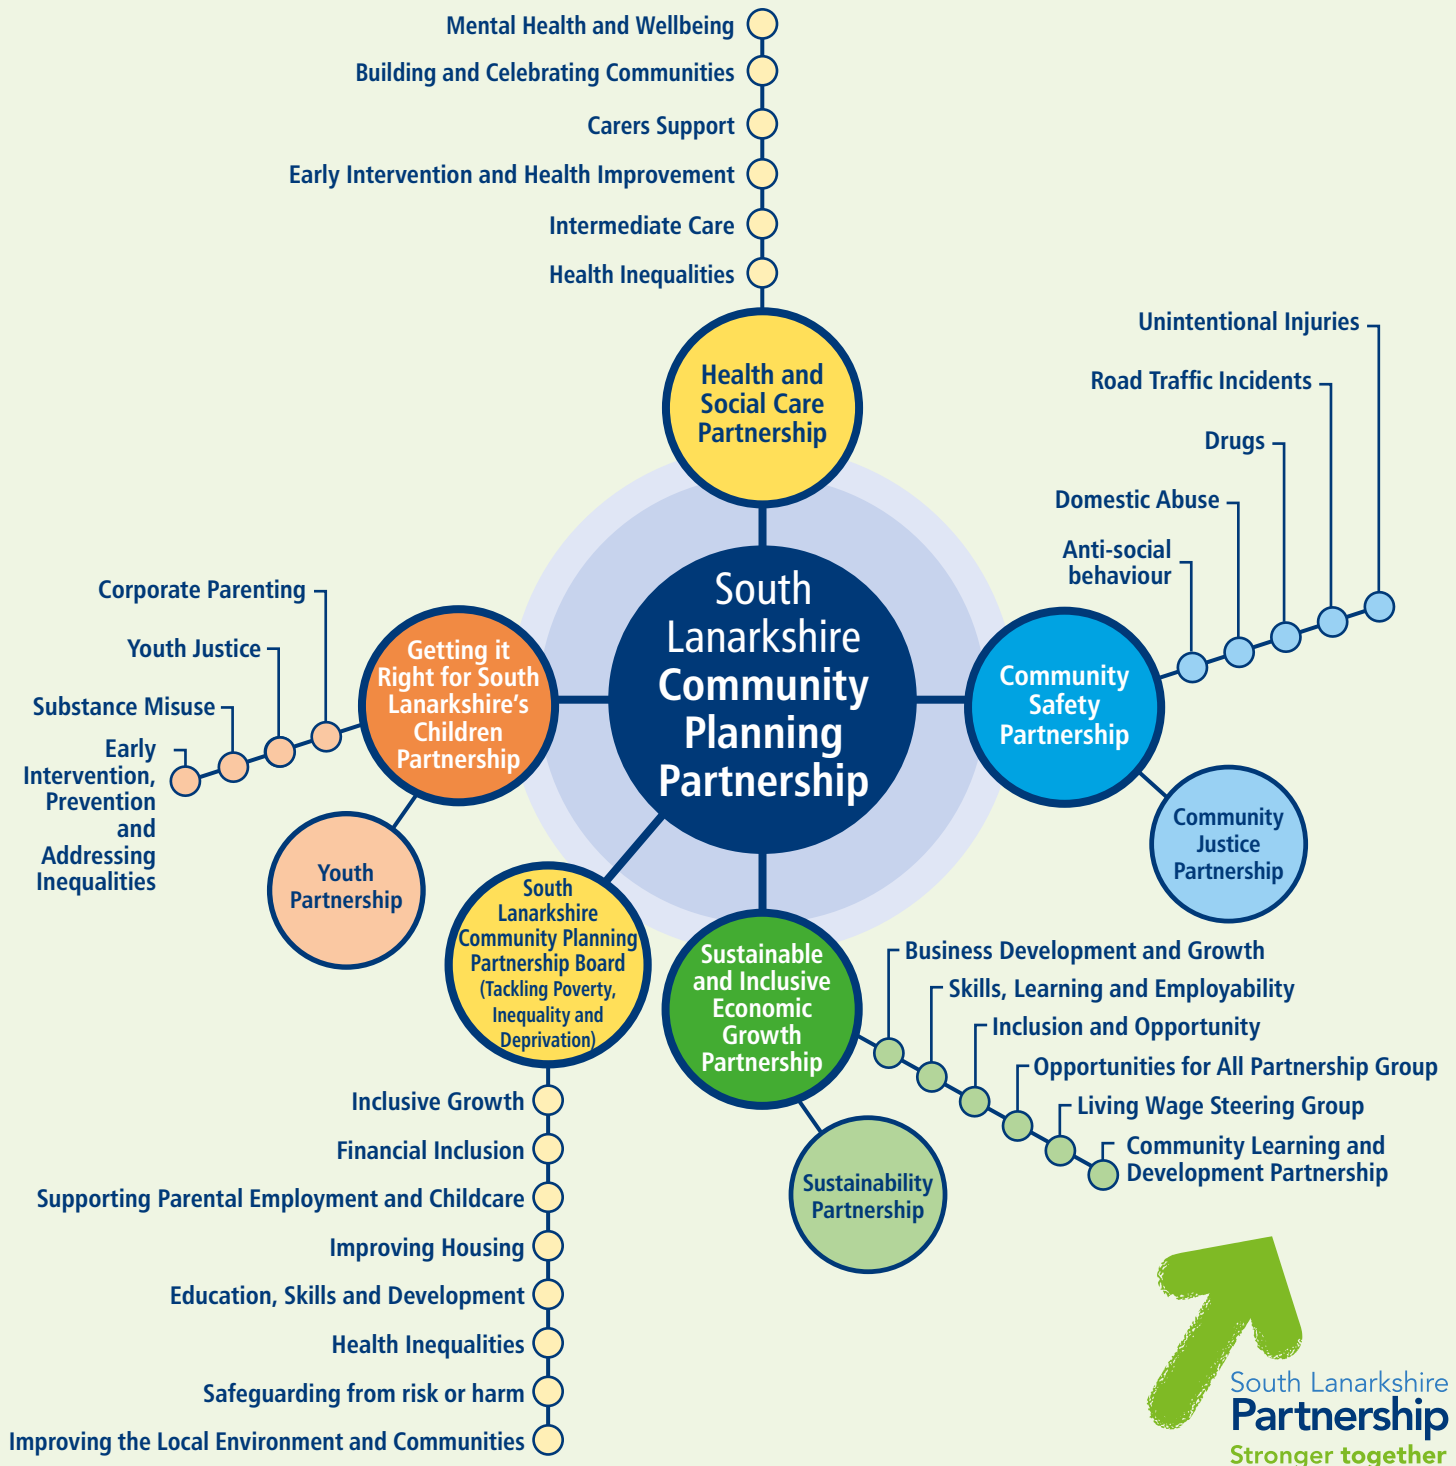 Mental Health and Wellbeing
Building and Celebrating Communities
Carers Support
Early Intervention and Health Improvement
Intermediate Care
Health Inequalities
Health and
Social Care
Partnership
Unintentional Injuries
Road Traffic Incidents
Drugs
Domestic Abuse
Anti-social
behaviour
Community
Safety
Partnership
Community
Justice
Partnership
South
Lanarkshire
Community
Planning
Partnership
Corporate Parenting
Youth Justice
Substance Misuse
Early
Intervention,
Prevention
and
Addressing
Inequalities
Getting it
Right for South
Lanarkshire's
Children
Partnership
Youth
Partnership
South
Lanarkshire
Community Planning
Partnership Board
(Tackling Poverty,
Inequality and
Deprivation)
Inclusive Growth
Financial Inclusion
Supporting Parental Employment and Childcare
Improving Housing
Education, Skills and Development
Health Inequalities
Safeguarding from risk or harm
Improving the Local Environment and Communities
Sustainable
and Inclusive
Economic
Growth
Partnership
Business Development and Growth
Skills, Learning and Employability
Inclusion and Opportunity
Opportunities for All Partnership Group
Living Wage Steering Group
Community Learning and
Development Partnership
Sustainability
Partnership
South Lanarkshire
Partnership
Stronger together